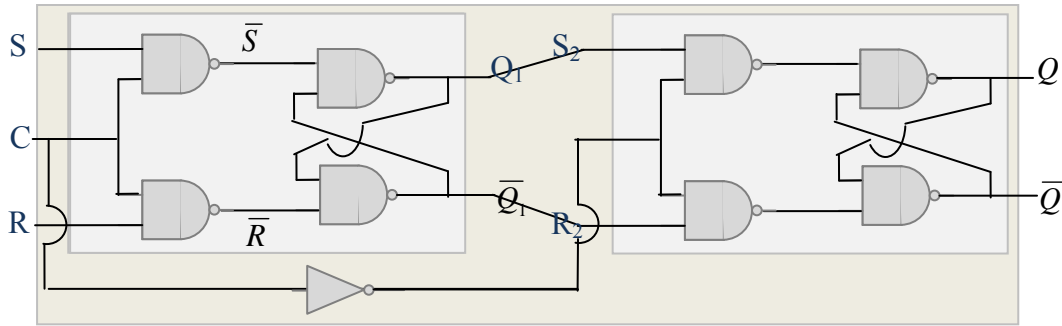 S
S̅
Q₁
S₂
Q
C
R
R̅
Q̅₁
R₂
Q̅